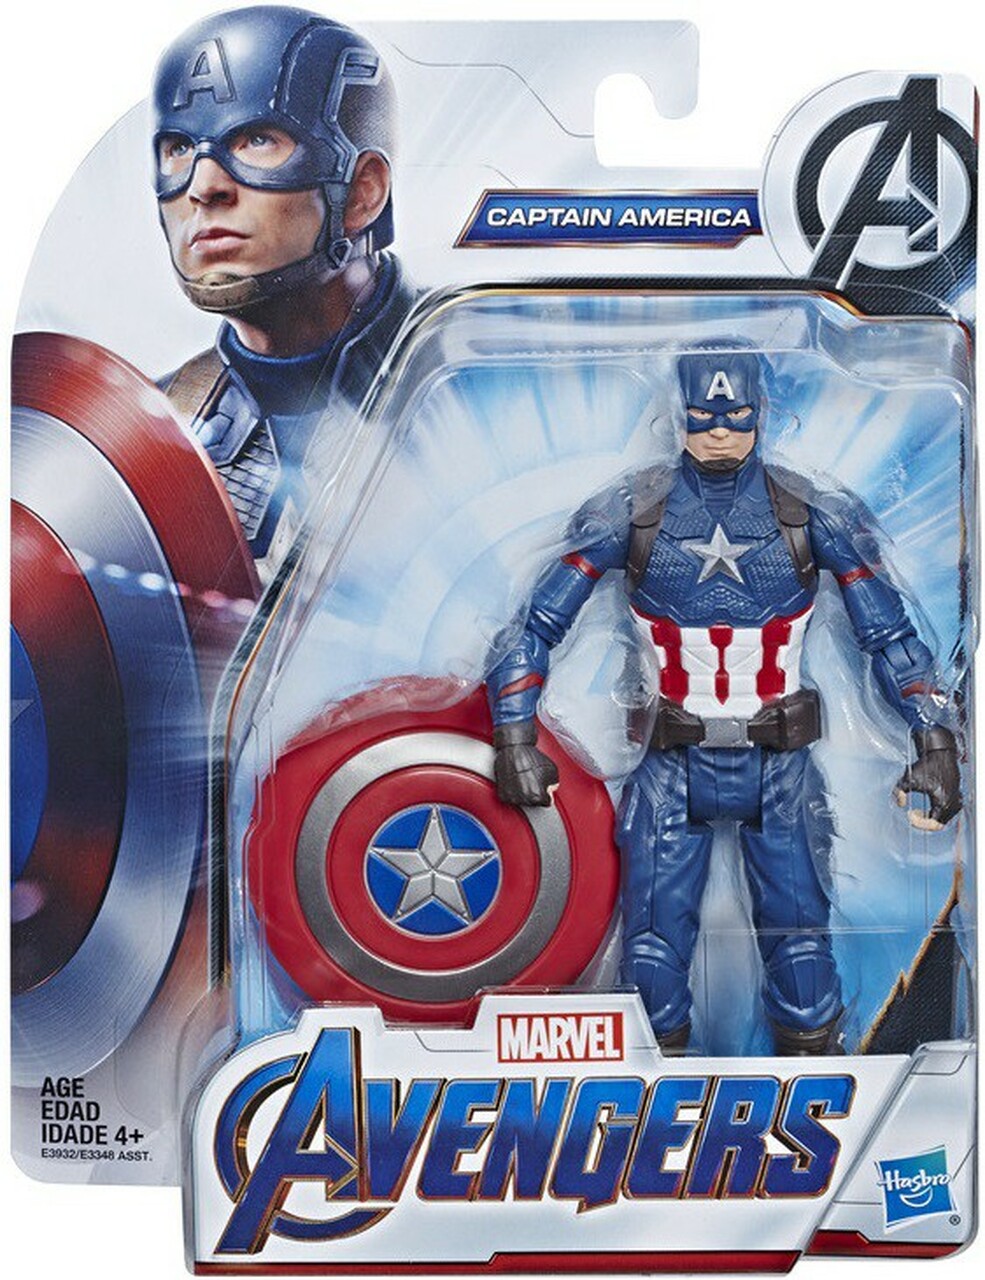 A
CAPTAIN AMERICA
A
MARVEL
AVENGERS
AGE
EDAD
IDADE 4+
E3932/E3348 ASST.
Hasbro
®